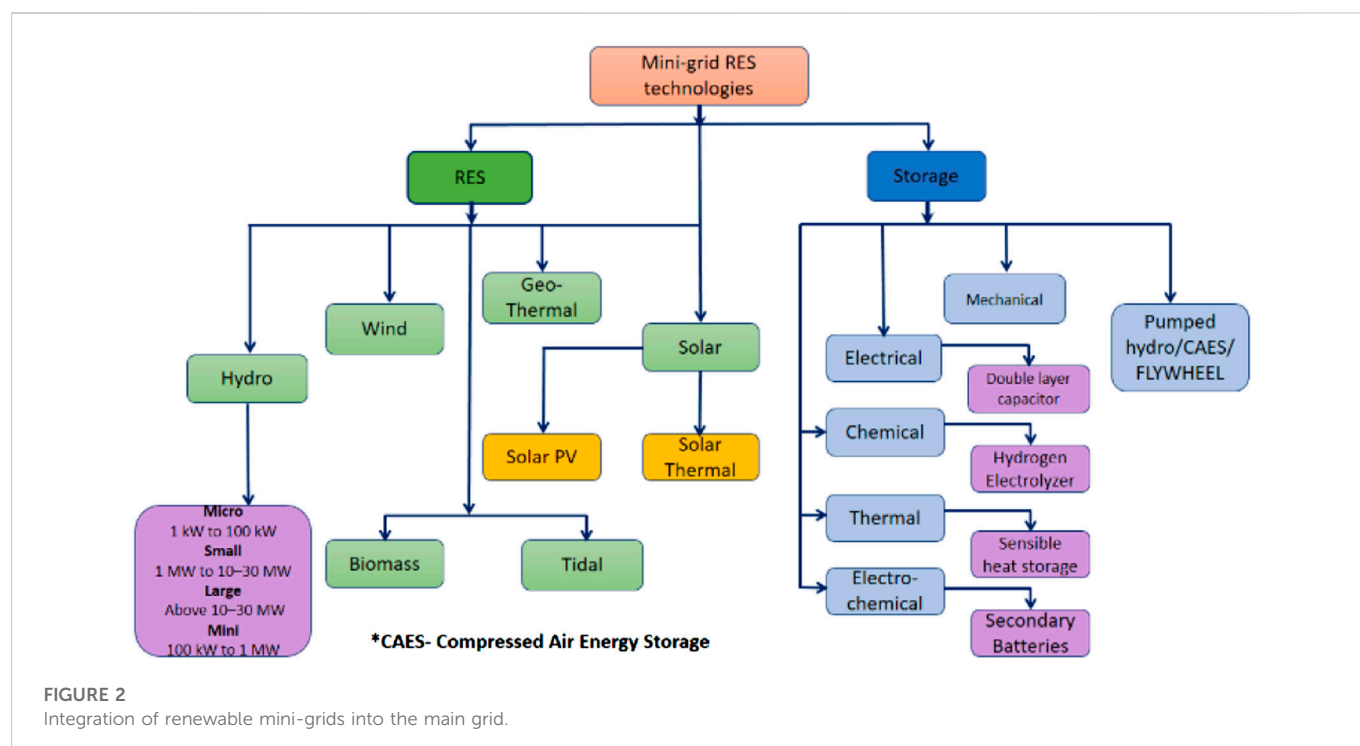 Mini-grid RES
technologies
RES
Storage
Geo-
Thermal
Mechanical
Wind
Pumped
hydro/CAES/
FLYWHEEL
Solar
Electrical
Hydro
Double layer
capacitor
Chemical
Solar PV
Solar
Thermal
Hydrogen
Electrolyzer
Micro
1 kW to 100 kW
Small
1 MW to 10–30 MW
Large
Above 10–30 MW
Mini
100 kW to 1 MW
Thermal
Biomass
Tidal
Sensible
heat storage
Electro-
chemical
Secondary
Batteries
*CAES- Compressed Air Energy Storage
FIGURE 2
Integration of renewable mini-grids into the main grid.